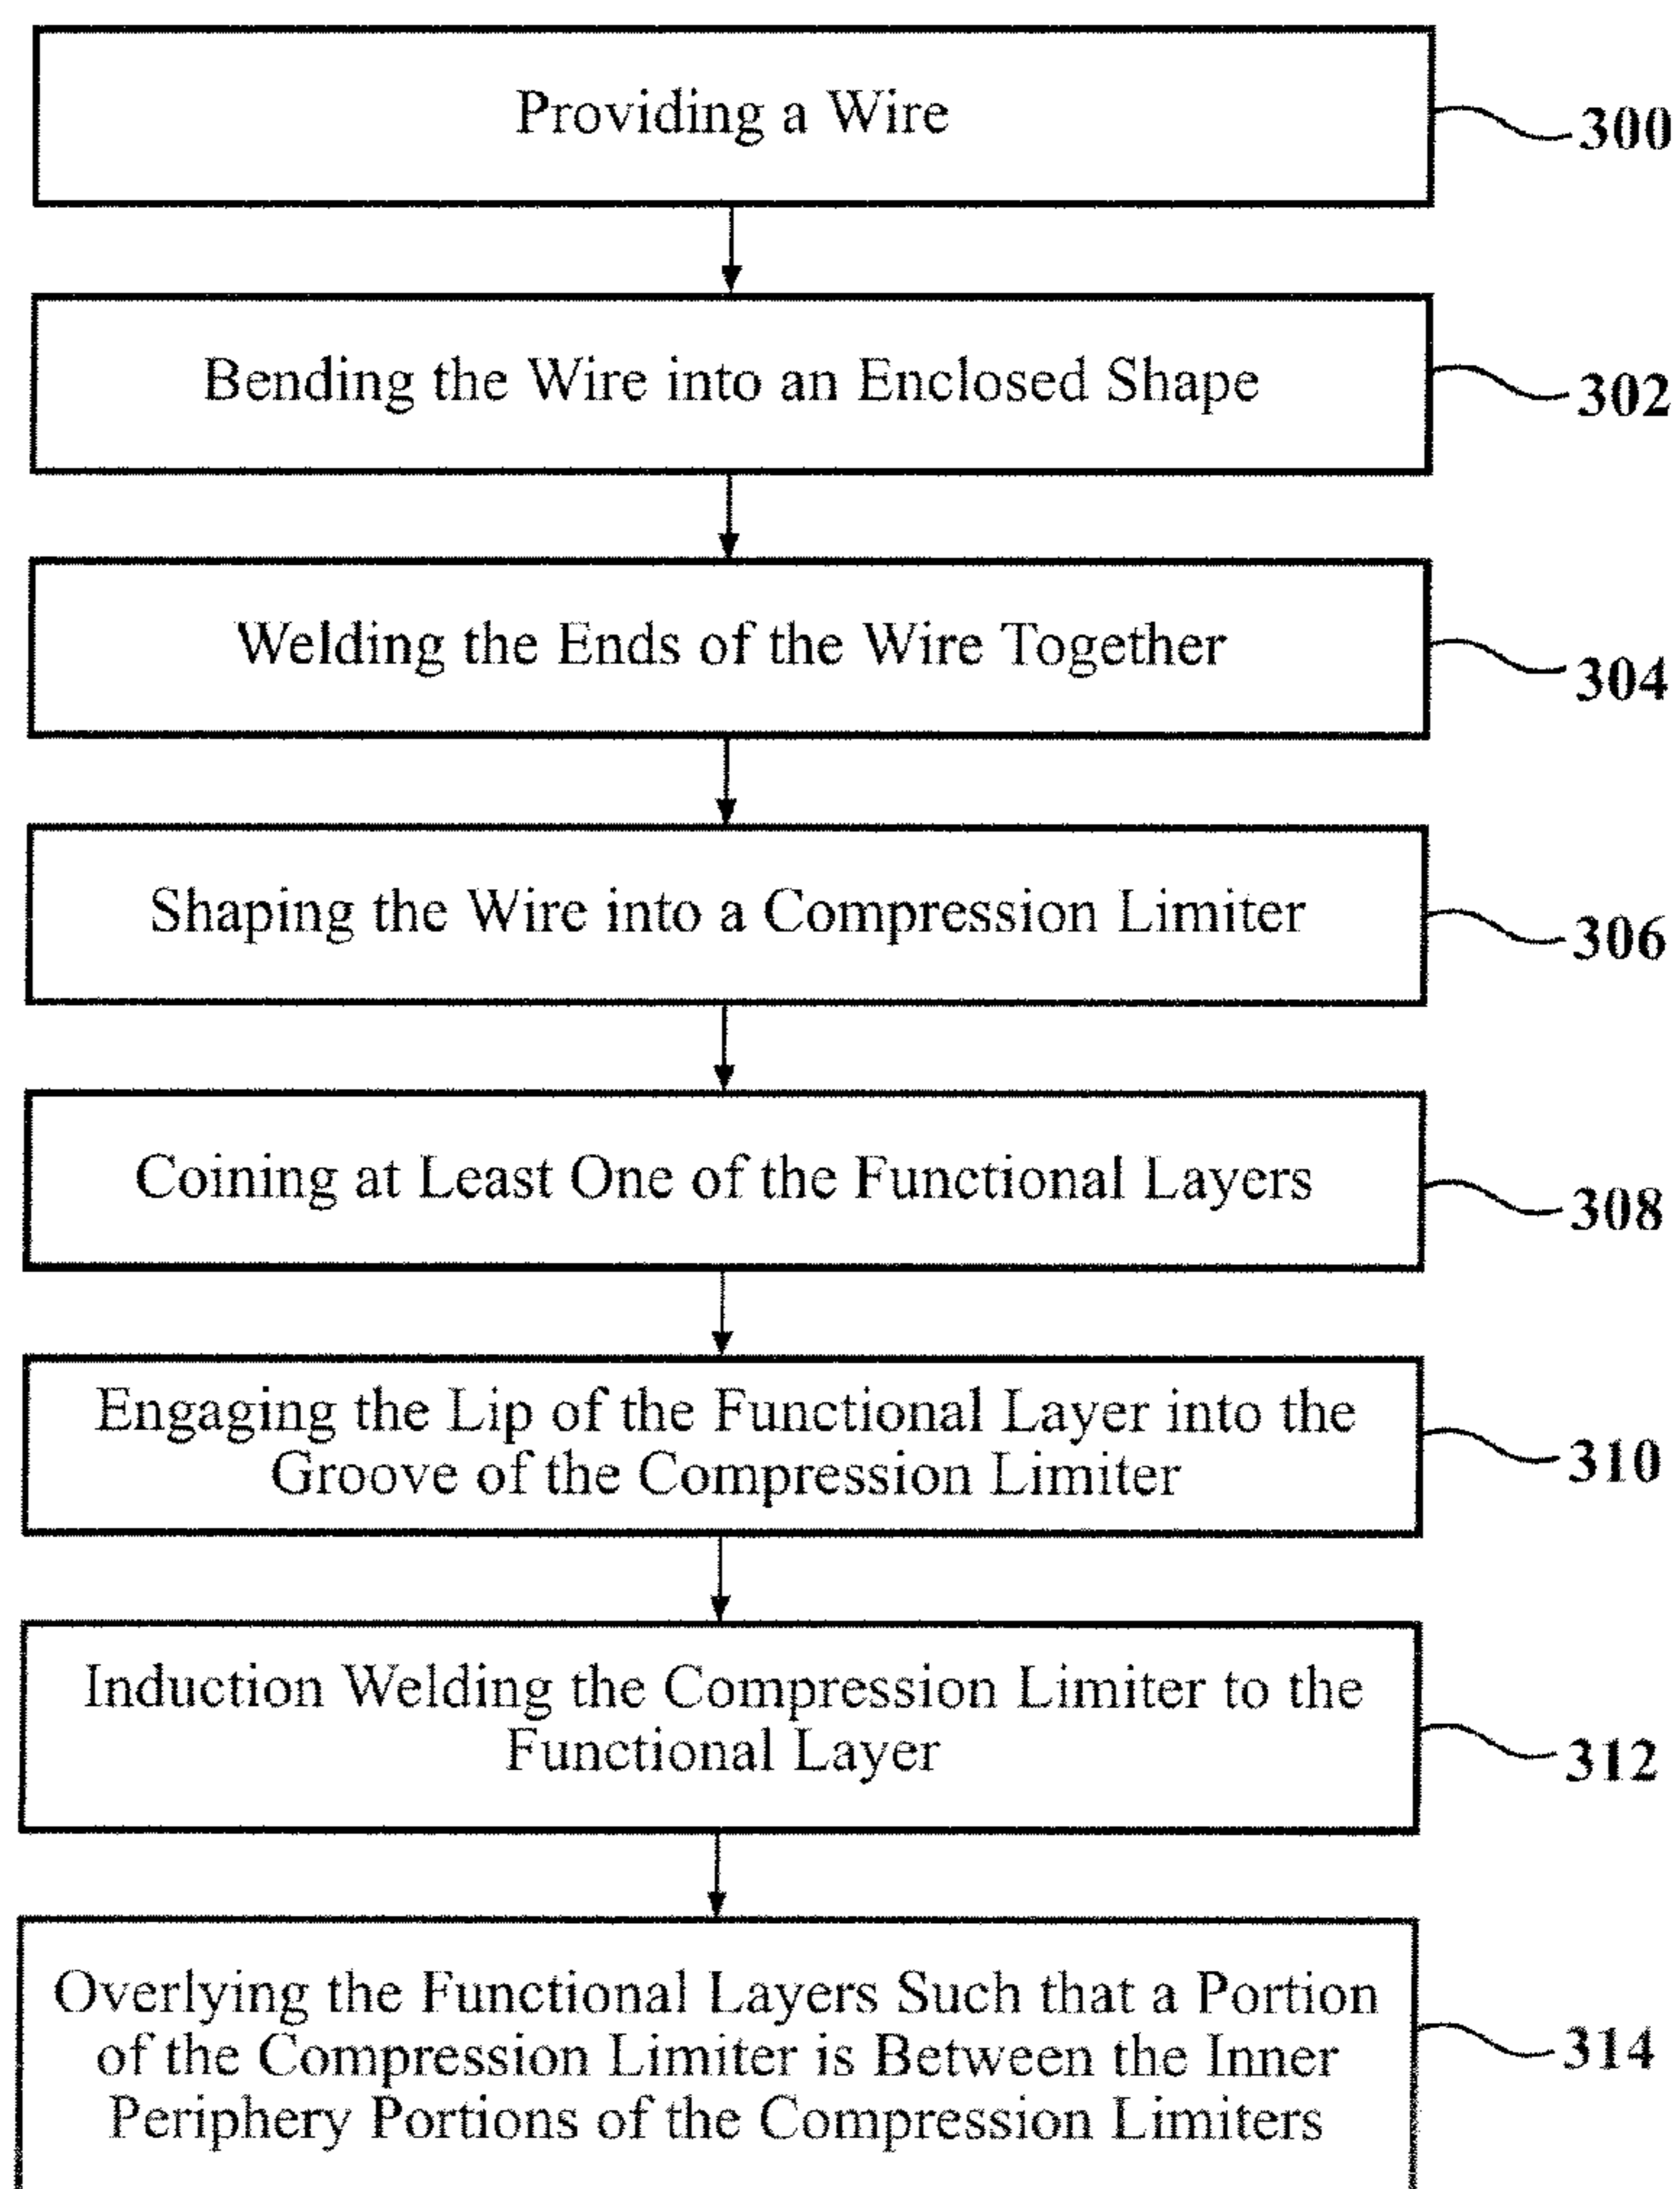 Providing a Wire
300
Bending the Wire into an Enclosed Shape
302
Welding the Ends of the Wire Together
304
Shaping the Wire into a Compression Limiter
306
Coining at Least One of the Functional Layers
308
Engaging the Lip of the Functional Layer into the
Groove of the Compression Limiter
310
Induction Welding the Compression Limiter to the
Functional Layer
312
Overlying the Functional Layers Such that a Portion
of the Compression Limiter is Between the Inner
Periphery Portions of the Compression Limiters
314